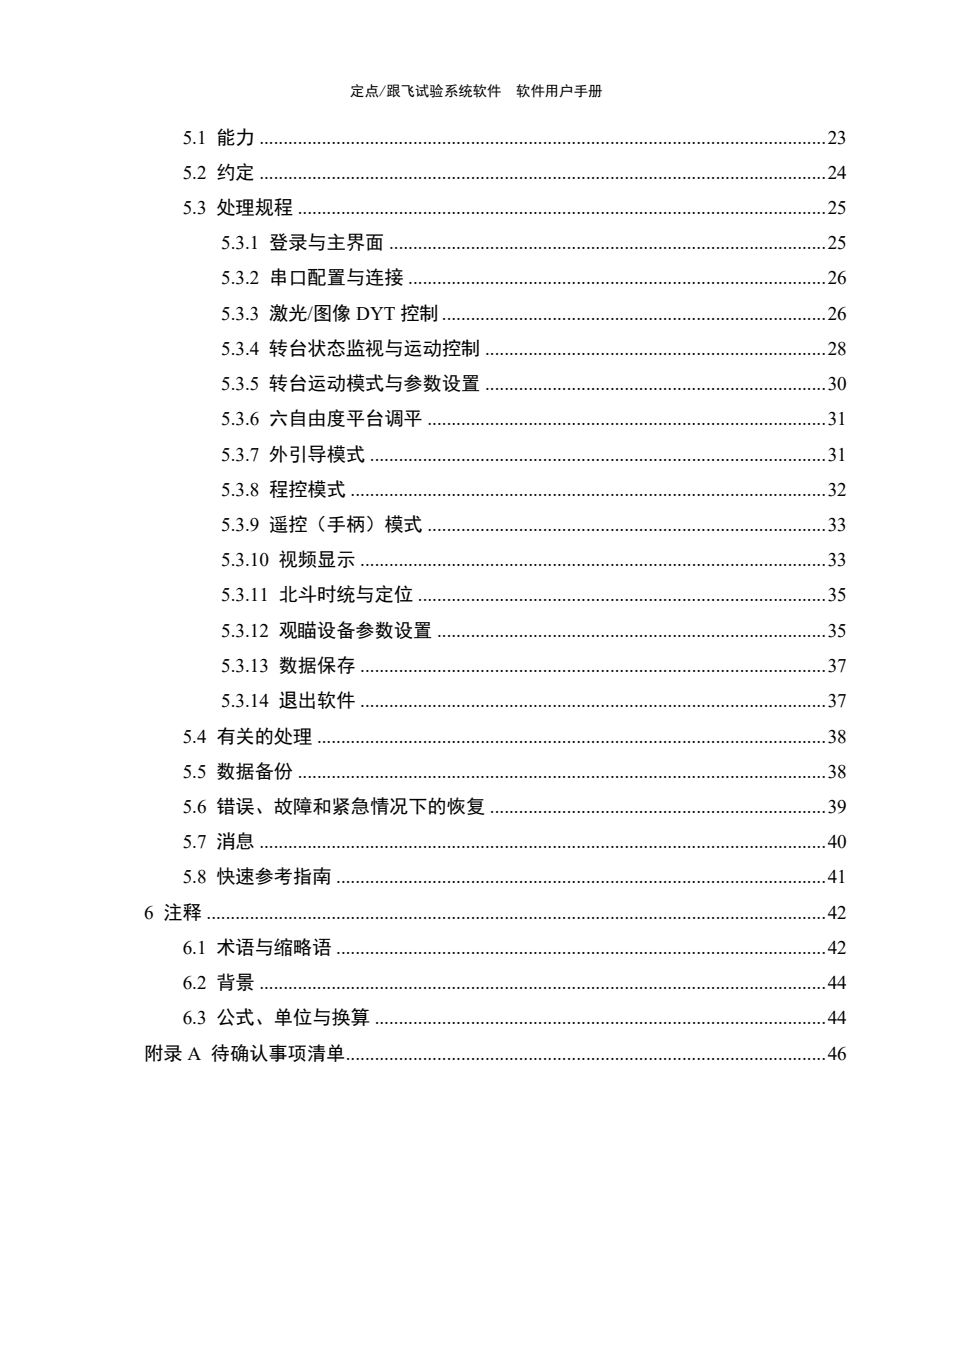 定点/跟飞试验系统软件　软件用户手册
5.1 能力 ........ 23
5.2 约定 ........ 24
5.3 处理规程 ........ 25
5.3.1 登录与主界面 ........ 25
5.3.2 串口配置与连接 ........ 26
5.3.3 激光/图像 DYT 控制 ........ 26
5.3.4 转台状态监视与运动控制 ........ 28
5.3.5 转台运动模式与参数设置 ........ 30
5.3.6 六自由度平台调平 ........ 31
5.3.7 外引导模式 ........ 31
5.3.8 程控模式 ........ 32
5.3.9 遥控（手柄）模式 ........ 33
5.3.10 视频显示 ........ 33
5.3.11 北斗时统与定位 ........ 35
5.3.12 观瞄设备参数设置 ........ 35
5.3.13 数据保存 ........ 37
5.3.14 退出软件 ........ 37
5.4 有关的处理 ........ 38
5.5 数据备份 ........ 38
5.6 错误、故障和紧急情况下的恢复 ........ 39
5.7 消息 ........ 40
5.8 快速参考指南 ........ 41
6 注释 ........ 42
6.1 术语与缩略语 ........ 42
6.2 背景 ........ 44
6.3 公式、单位与换算 ........ 44
附录 A 待确认事项清单 ........ 46